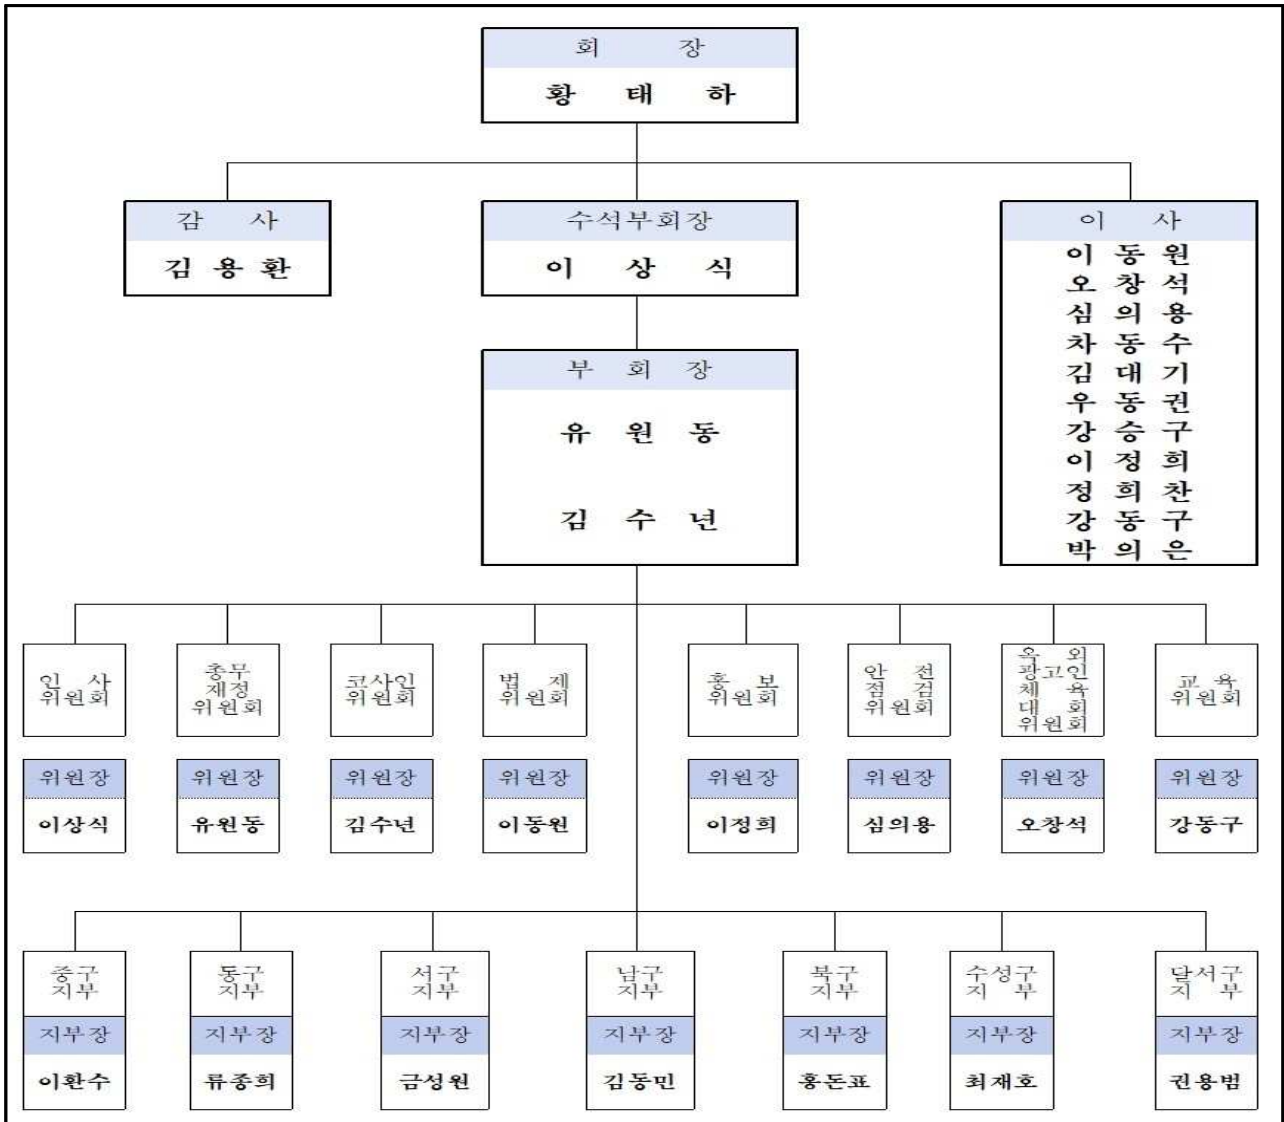 회 장
황 태 하
감 사
김 용 환
수석부회장
이 상 식
이 사
이 동 원
오 창 석
심 의 용
차 동 수
김 대 기
우 동 권
강 승 구
이 정 희
정 희 찬
강 동 구
박 의 은
부 회 장
유 원 동
김 수 년
인 사
위원회
총무
재정
위원회
코사인
위원회
법 제
위원회
홍 보
위원회
안 전
점 검
위원회
옥 외
광고인
체 육
대 회
위원회
교 육
위원회
위원장
이상식
위원장
유원동
위원장
김수년
위원장
이동원
위원장
이정희
위원장
심의용
위원장
오창석
위원장
강동구
중구
지부
지부장
이환수
동구
지부
지부장
류종희
서구
지부
지부장
금성원
남구
지부
지부장
김동민
북구
지부
지부장
홍돈표
수성구
지 부
지부장
최재호
달서구
지 부
지부장
권용범